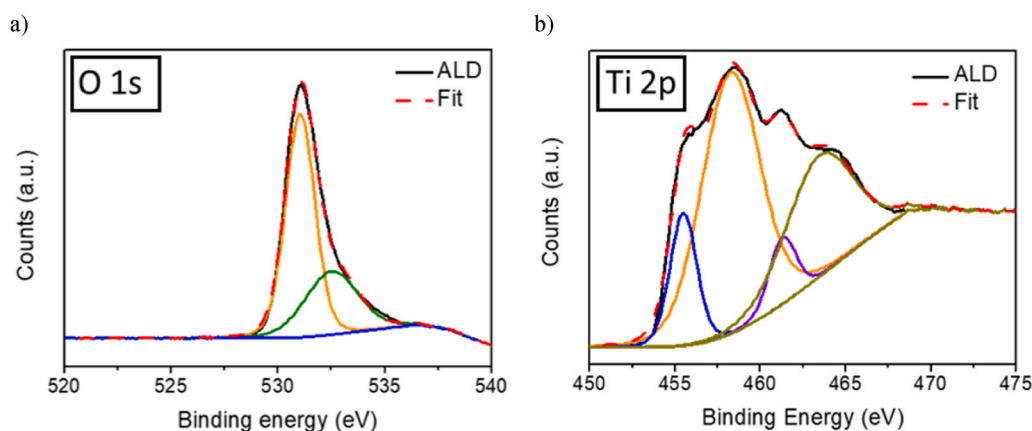 a)
O 1s
ALD
Fit
Counts (a.u.)
520 525 530 535 540
Binding energy (eV)
b)
Ti 2p
ALD
Fit
Counts (a.u.)
450 455 460 465 470 475
Binding Energy (eV)